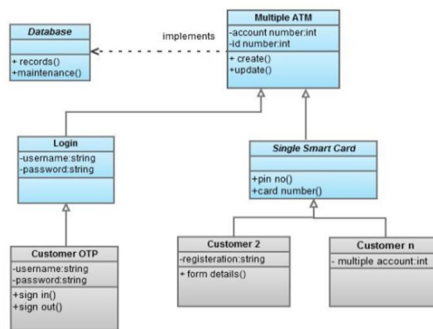 Database
+ records()
+maintenance()
implements
Multiple ATM
-account number:int
-id number:int
+ create()
+update()
Login
-username:string
-password:string
Single Smart Card
+pin no()
+card number()
Customer OTP
-username:string
-password:string
+sign in()
+sign out()
Customer 2
-registeration:string
+ form details()
Customer n
- multiple account:int